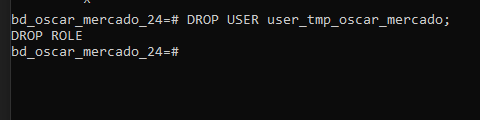 bd_oscar_mercado_24=# DROP USER user_tmp_oscar_mercado;
DROP ROLE
bd_oscar_mercado_24=#